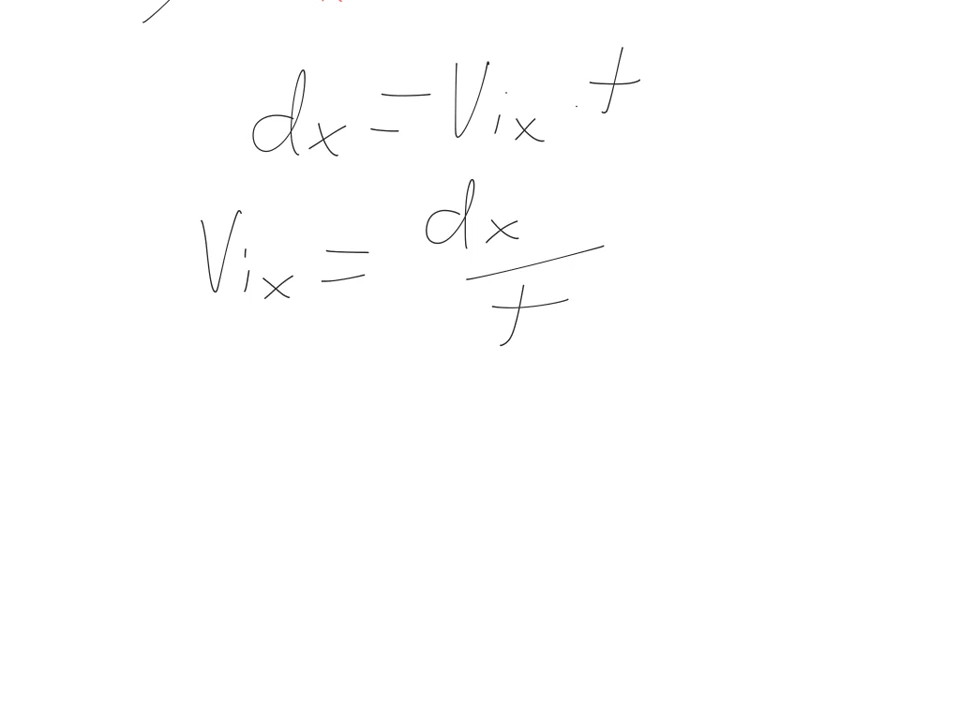 dx = Vix · t
Vix = dx / t